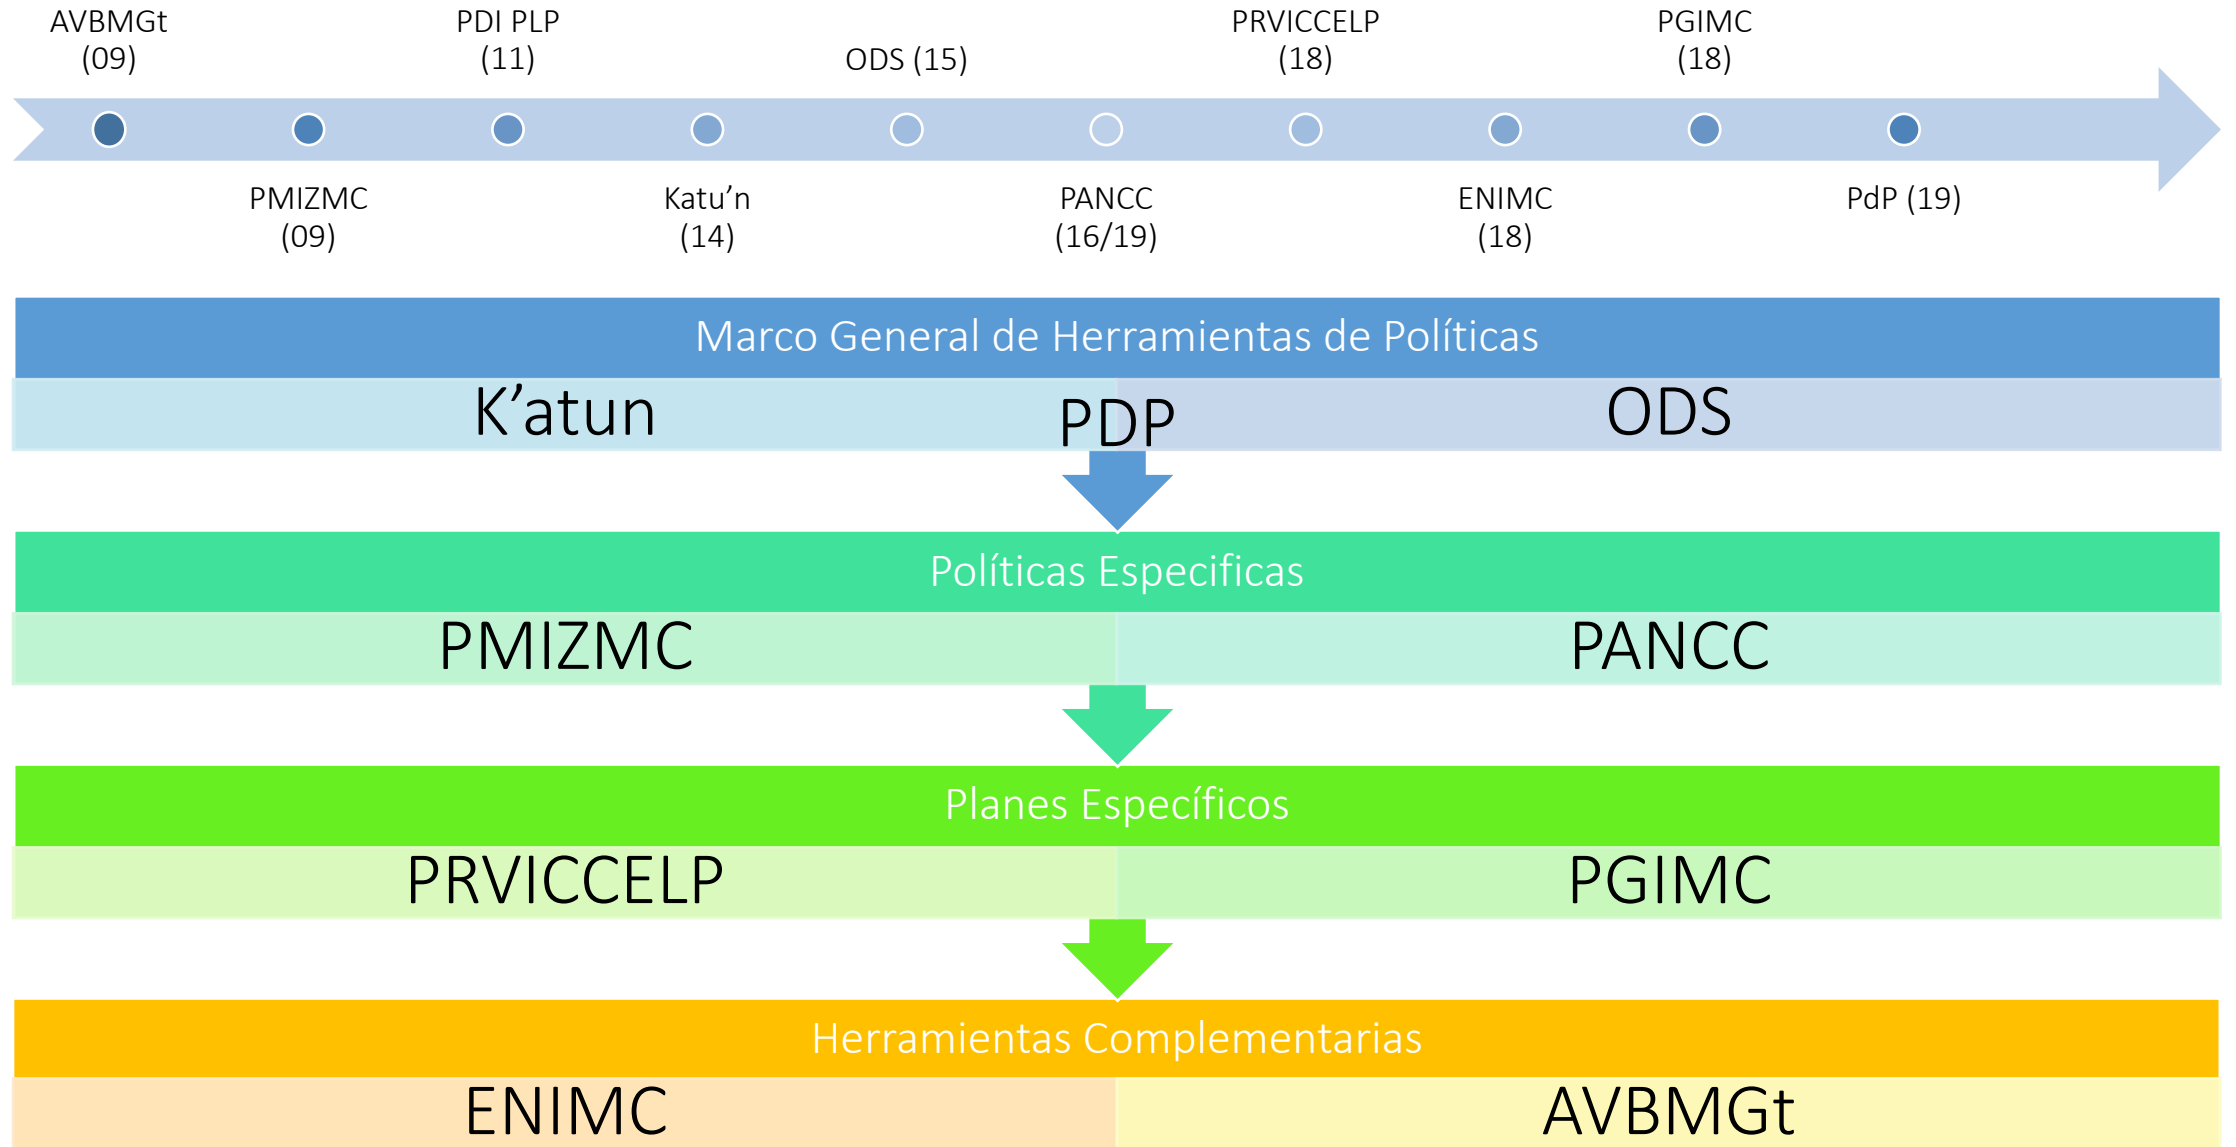 AVBMGt
(09)
PDI PLP
(11)
ODS (15)
PRVICCELP
(18)
PGIMC
(18)
PMIZMC
(09)
Katu’n
(14)
PANCC
(16/19)
ENIMC
(18)
PdP (19)
Marco General de Herramientas de Políticas
K’atun
PDP
ODS
Políticas Especificas
PMIZMC
PANCC
Planes Específicos
PRVICCELP
PGIMC
Herramientas Complementarias
ENIMC
AVBMGt